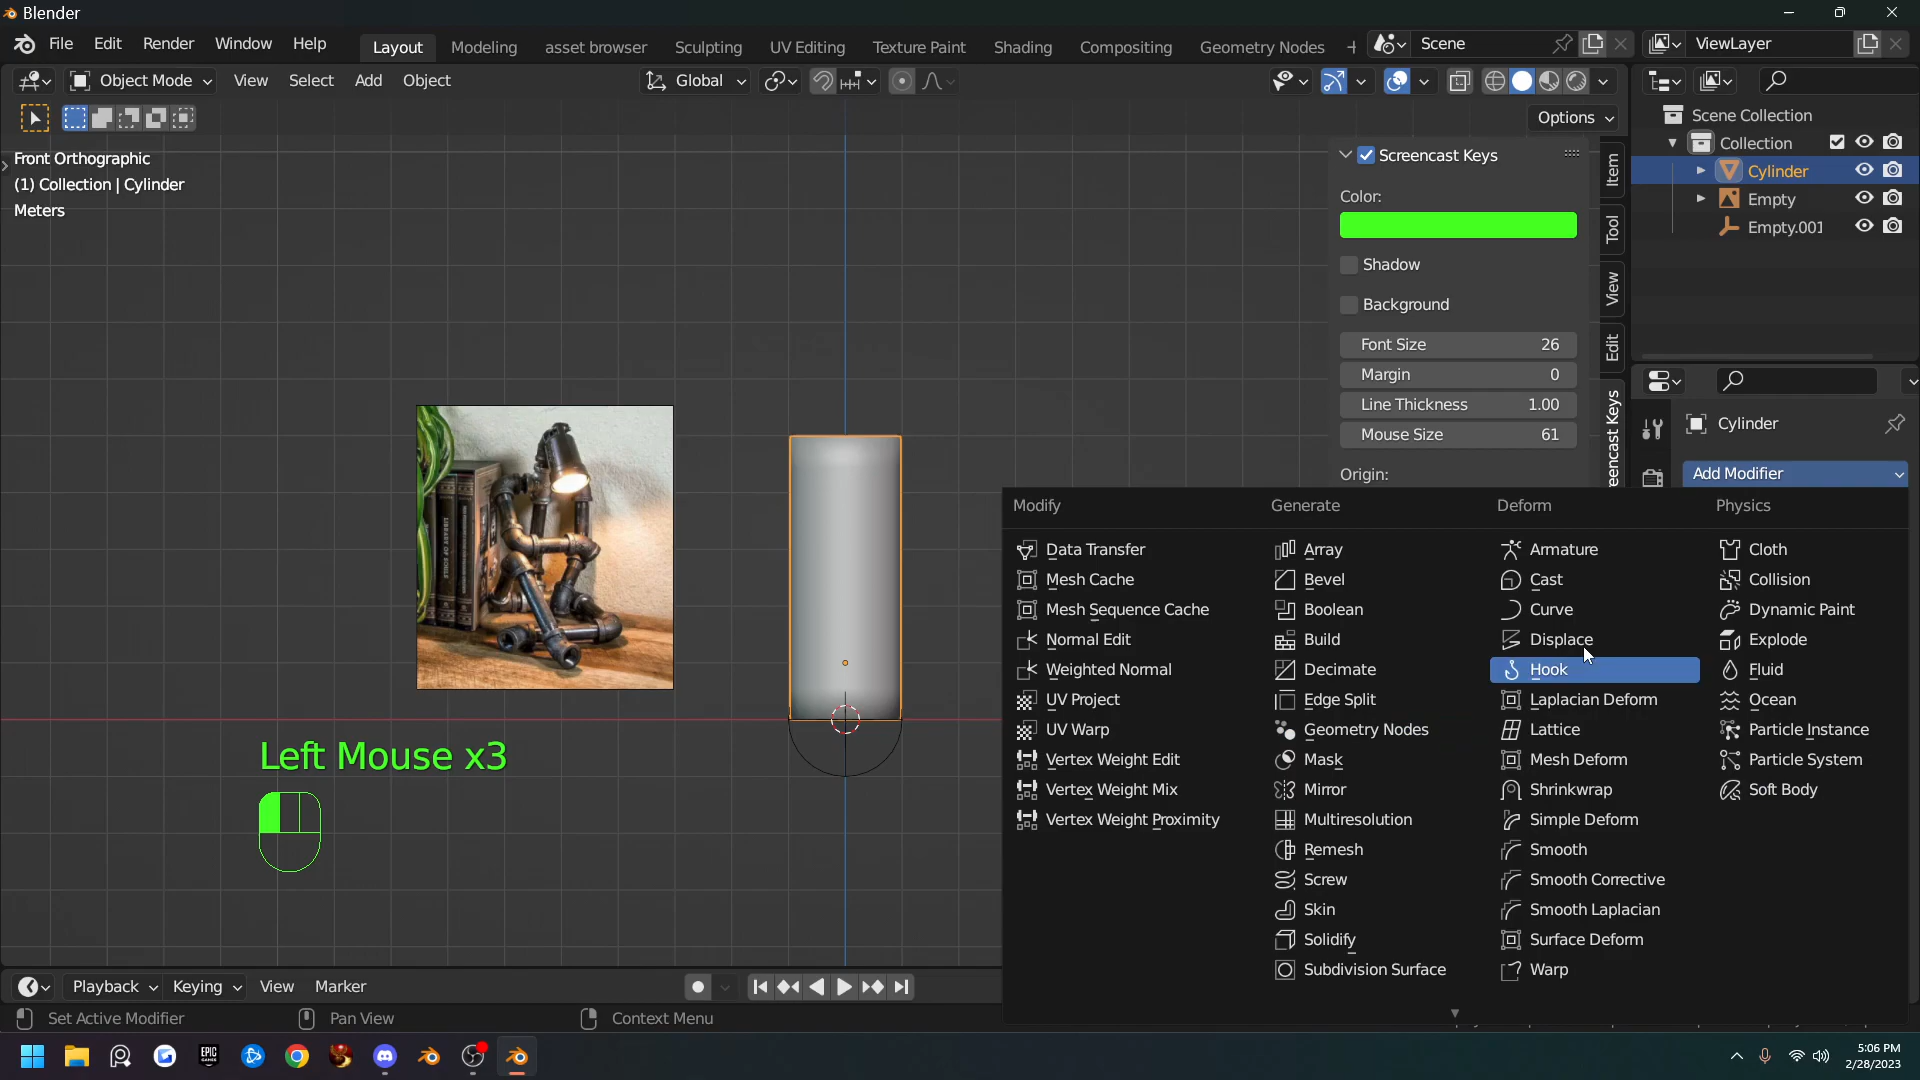 Blender
File Edit Render Window Help
Layout Modeling asset browser Sculpting UV Editing Texture Paint Shading Compositing Geometry Nodes
Scene
ViewLayer
Object Mode View Select Add Object
Global
Options
Front Orthographic
(1) Collection | Cylinder
Meters
Screencast Keys
Color:
Shadow
Background
Font Size 26
Margin 0
Line Thickness 1.00
Mouse Size 61
Origin:
Item
Tool
View
Edit
eencast Keys
Scene Collection
Collection
Cylinder
Empty
Empty.001
Cylinder
Add Modifier
Modify
Data Transfer
Mesh Cache
Mesh Sequence Cache
Normal Edit
Weighted Normal
UV Project
UV Warp
Vertex Weight Edit
Vertex Weight Mix
Vertex Weight Proximity
Generate
Array
Bevel
Boolean
Build
Decimate
Edge Split
Geometry Nodes
Mask
Mirror
Multiresolution
Remesh
Screw
Skin
Solidify
Subdivision Surface
Deform
Armature
Cast
Curve
Displace
Hook
Laplacian Deform
Lattice
Mesh Deform
Shrinkwrap
Simple Deform
Smooth
Smooth Corrective
Smooth Laplacian
Surface Deform
Warp
Physics
Cloth
Collision
Dynamic Paint
Explode
Fluid
Ocean
Particle Instance
Particle System
Soft Body
Left Mouse x3
Playback Keying View Marker
Set Active Modifier
Pan View
Context Menu
EPIC
GAMES
5:06 PM
2/28/2023